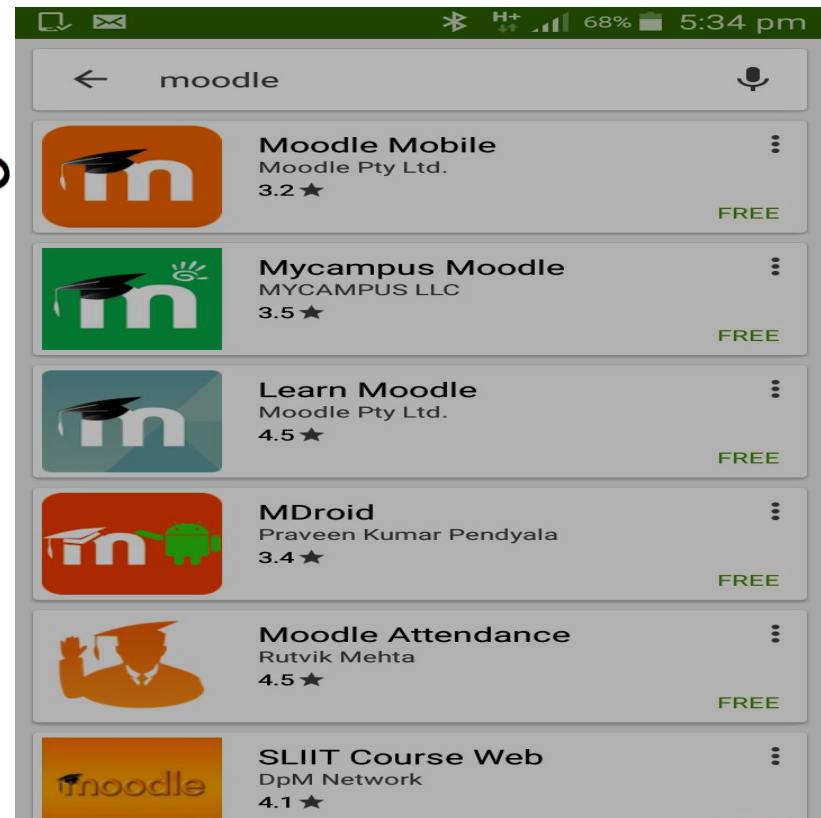 H+ 68% 5:34 pm
moodle
m
Moodle Mobile
Moodle Pty Ltd.
3.2 ★
FREE
m
Mycampus Moodle
MYCAMPUS LLC
3.5 ★
FREE
m
Learn Moodle
Moodle Pty Ltd.
4.5 ★
FREE
m
MDroid
Praveen Kumar Pendyala
3.4 ★
FREE
Moodle Attendance
Rutvik Mehta
4.5 ★
FREE
moodle
SLIIT Course Web
DpM Network
4.1 ★